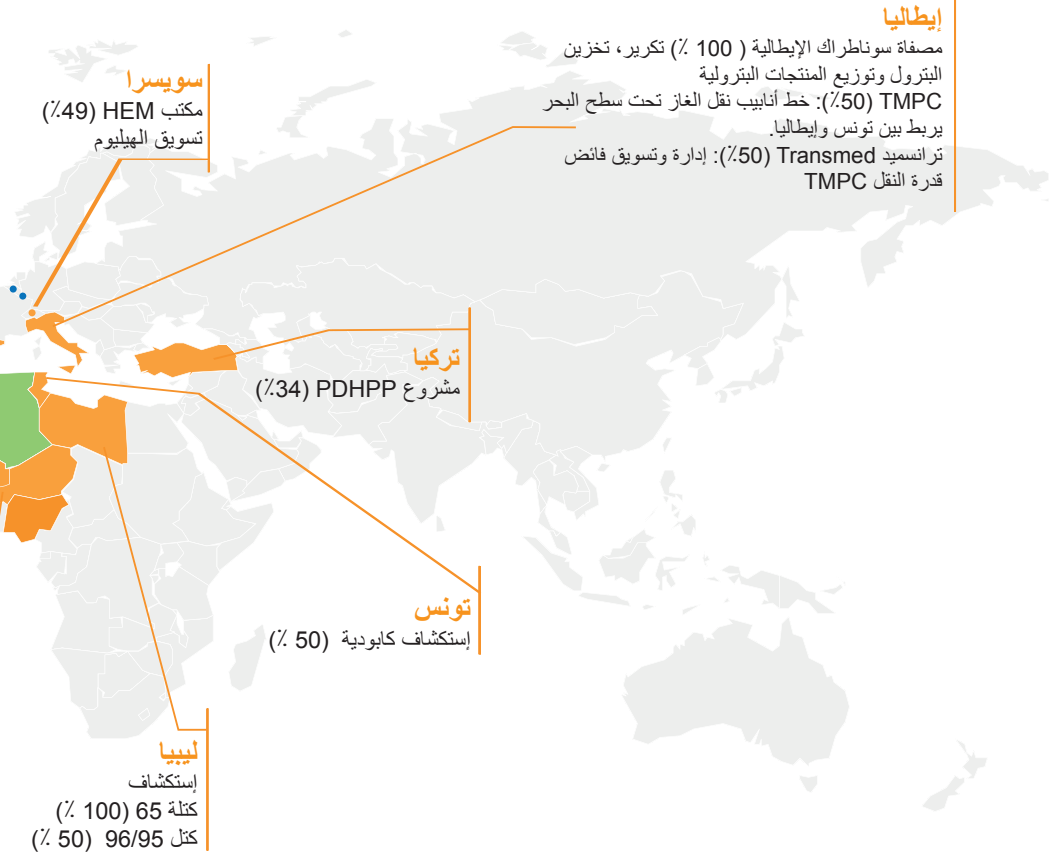 إيطاليا
مصفاة سوناطراك الإيطالية ( 100 ٪) تكرير، تخزين
البترول وتوزيع المنتجات البترولية
TMPC (50٪): خط أنابيب نقل الغاز تحت سطح البحر
يربط بين تونس وإيطاليا.
ترانسميد Transmed (50٪): إدارة وتسويق فائض
قدرة النقل TMPC
سويسرا
مكتب HEM (49٪)
تسويق الهيليوم
تركيا
مشروع PDHPP (34٪)
تونس
إستكشاف كابودية (50 ٪)
ليبيا
إستكشاف
كتلة 65 (100 ٪)
كتل 96/95 (50 ٪)